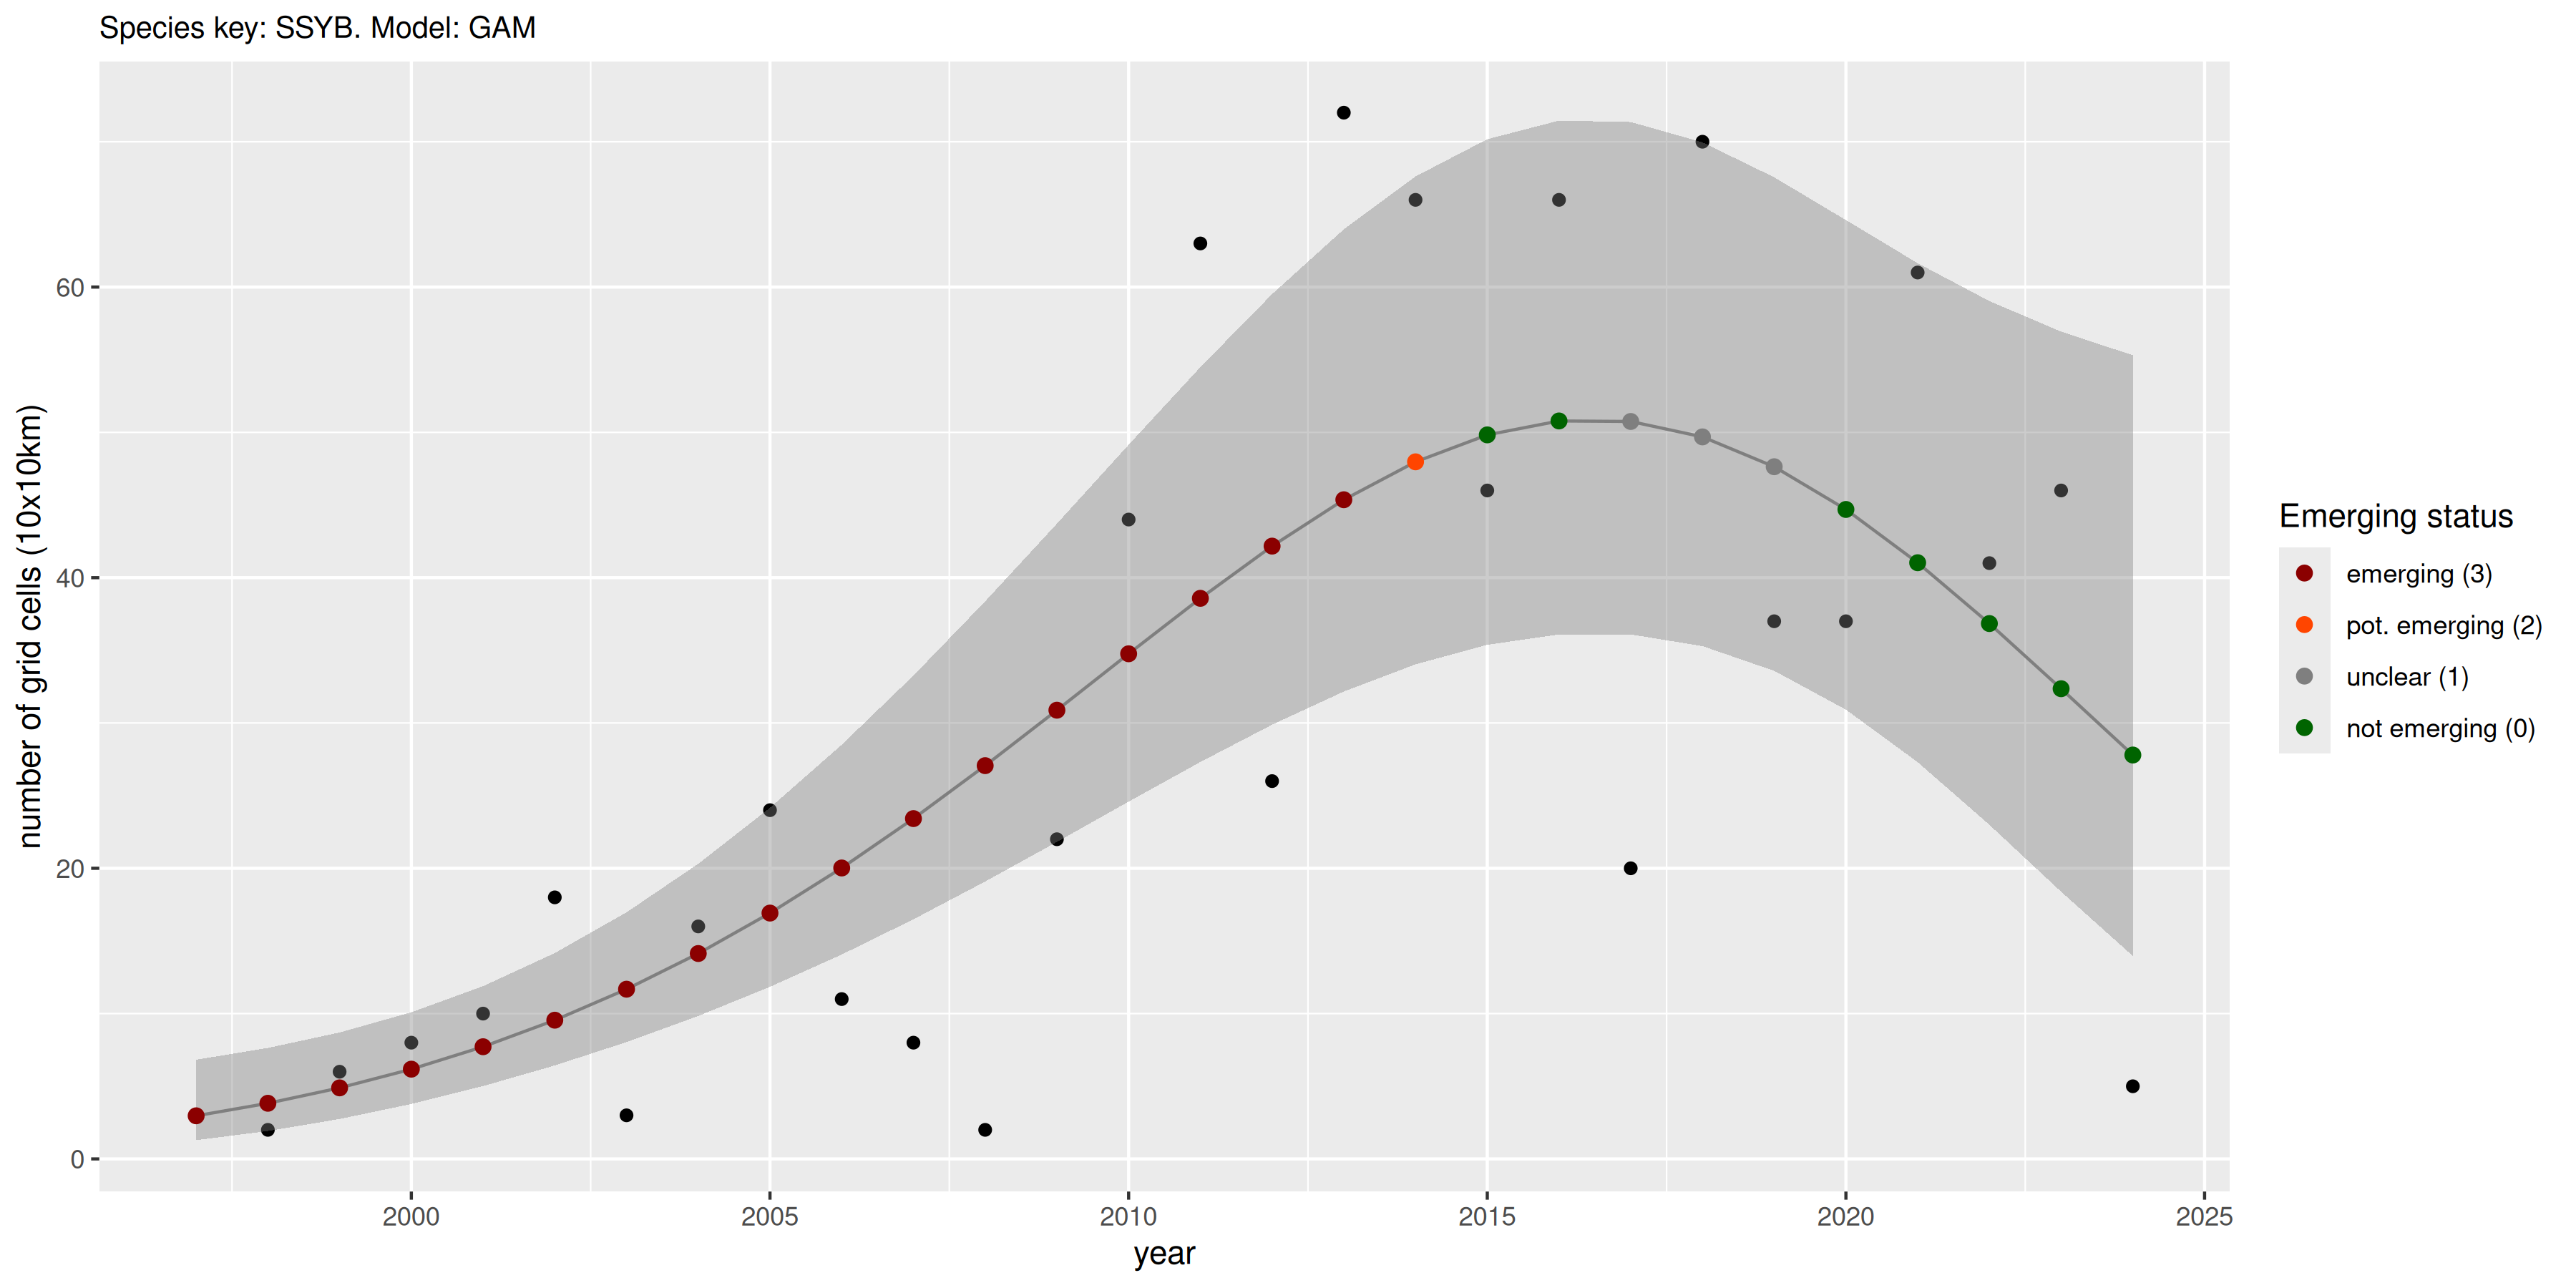 Species key: SSYB. Model: GAM
number of grid cells (10x10km)
60
40
20
0
2000
2005
2010
2015
2020
2025
year
Emerging status
emerging (3)
pot. emerging (2)
unclear (1)
not emerging (0)